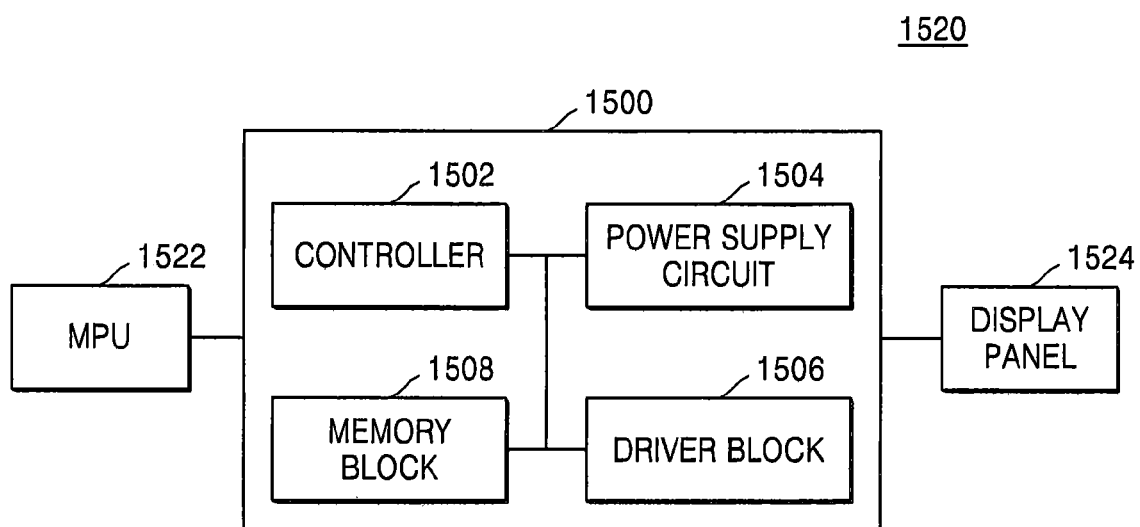 1520
1500
1502
1504
CONTROLLER
POWER SUPPLY
CIRCUIT
1522
MPU
1524
DISPLAY
PANEL
1508
1506
MEMORY
BLOCK
DRIVER BLOCK